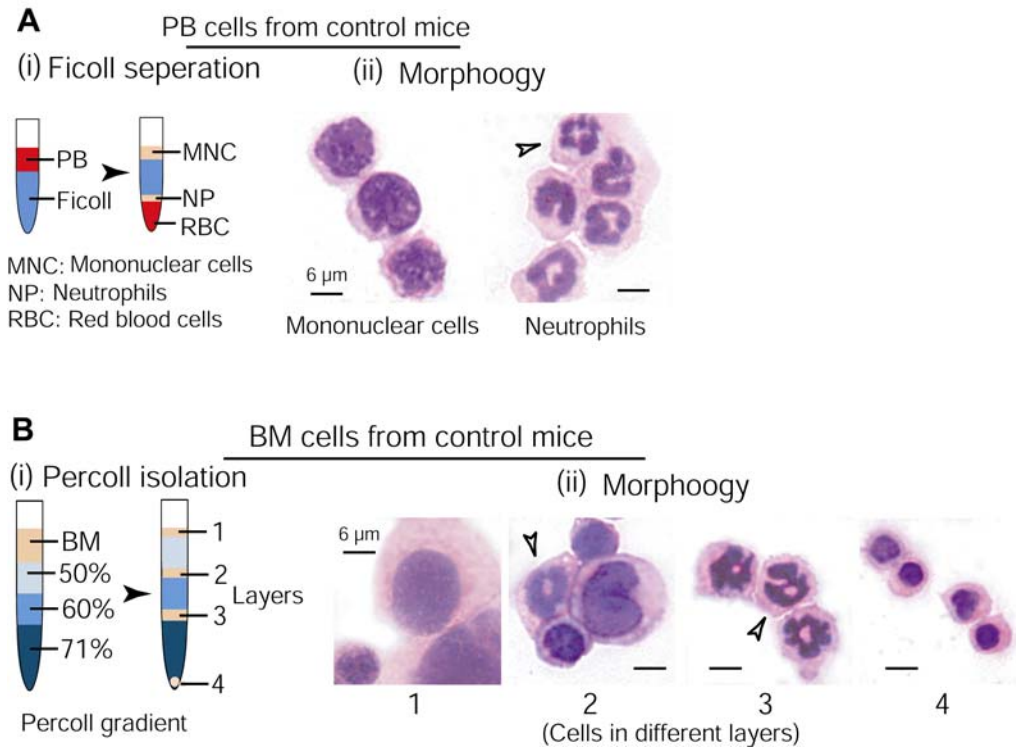 A
PB cells from control mice
(i) Ficoll seperation
(ii) Morphoogy
PB
Ficoll
MNC
NP
RBC
MNC: Mononuclear cells
NP: Neutrophils
RBC: Red blood cells
6 µm
Mononuclear cells
Neutrophils
B
BM cells from control mice
(i) Percoll isolation
(ii) Morphoogy
BM
50%
60%
71%
1
2
3
4
Layers
Percoll gradient
6 µm
1
2
3
4
(Cells in different layers)